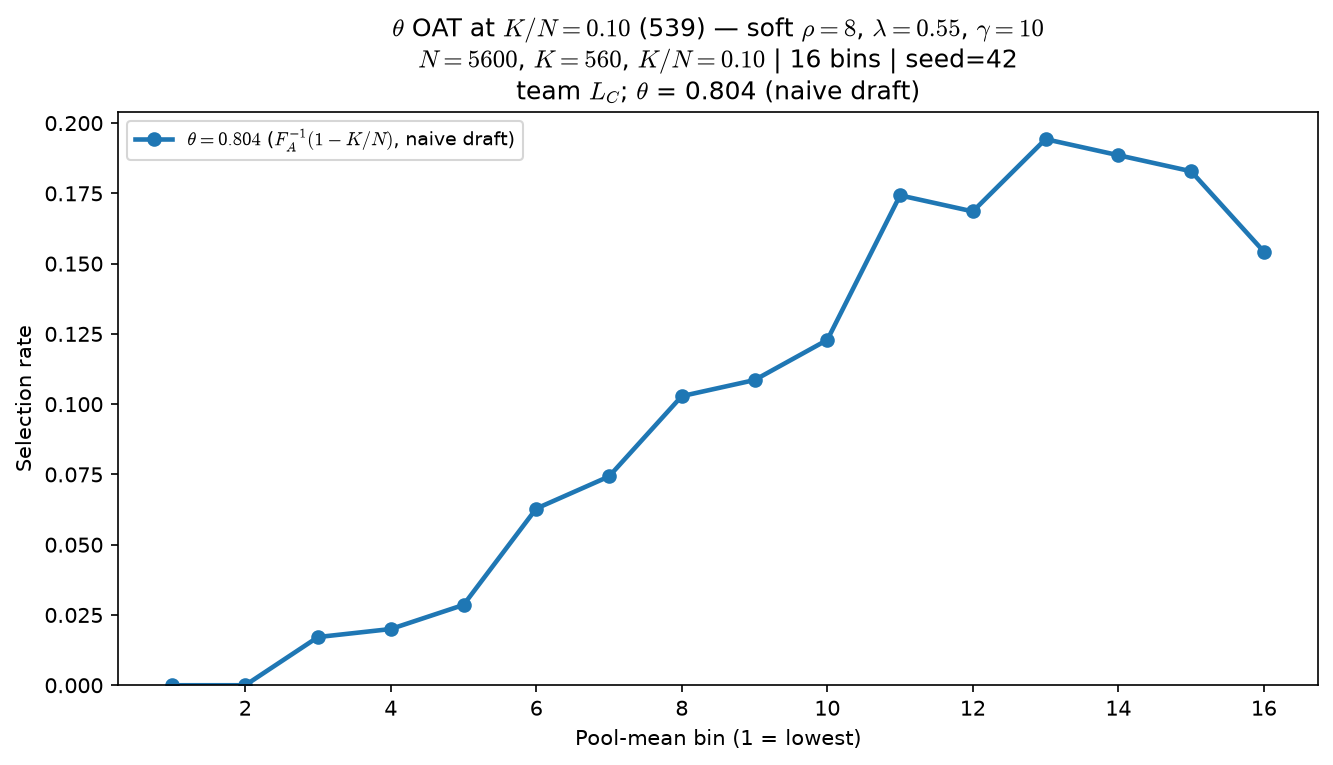 θ OAT at K/N = 0.10 (539) — soft ρ = 8, λ = 0.55, γ = 10
N = 5600, K = 560, K/N = 0.10 | 16 bins | seed=42
team L_C; θ = 0.804 (naive draft)
θ = 0.804 (F_A^{-1}(1 − K/N), naive draft)
0.200
0.175
0.150
0.125
0.100
0.075
0.050
0.025
0.000
Selection rate
2 4 6 8 10 12 14 16
Pool-mean bin (1 = lowest)